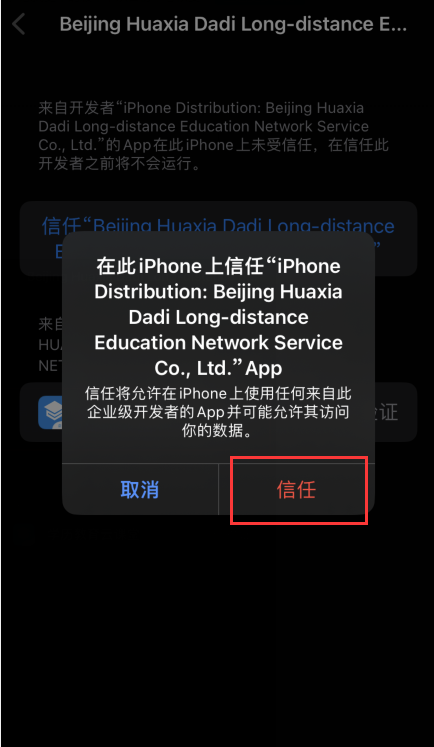 Beijing Huaxia Dadi Long-distance E...
来自开发者“iPhone Distribution: Beijing Huaxia
Dadi Long-distance Education Network Service
Co., Ltd.”的App在此iPhone上未受信任，在信任此
开发者之前将不会运行。
信任“Beijing Huaxia Dadi Long-distance
在此iPhone上信任“iPhone
Distribution: Beijing Huaxia
Dadi Long-distance
Education Network Service
Co., Ltd.”App
信任将允许在iPhone上使用任何来自此
企业级开发者的App并可能允许其访问
你的数据。
来自
HU
NET
证
取消
信任